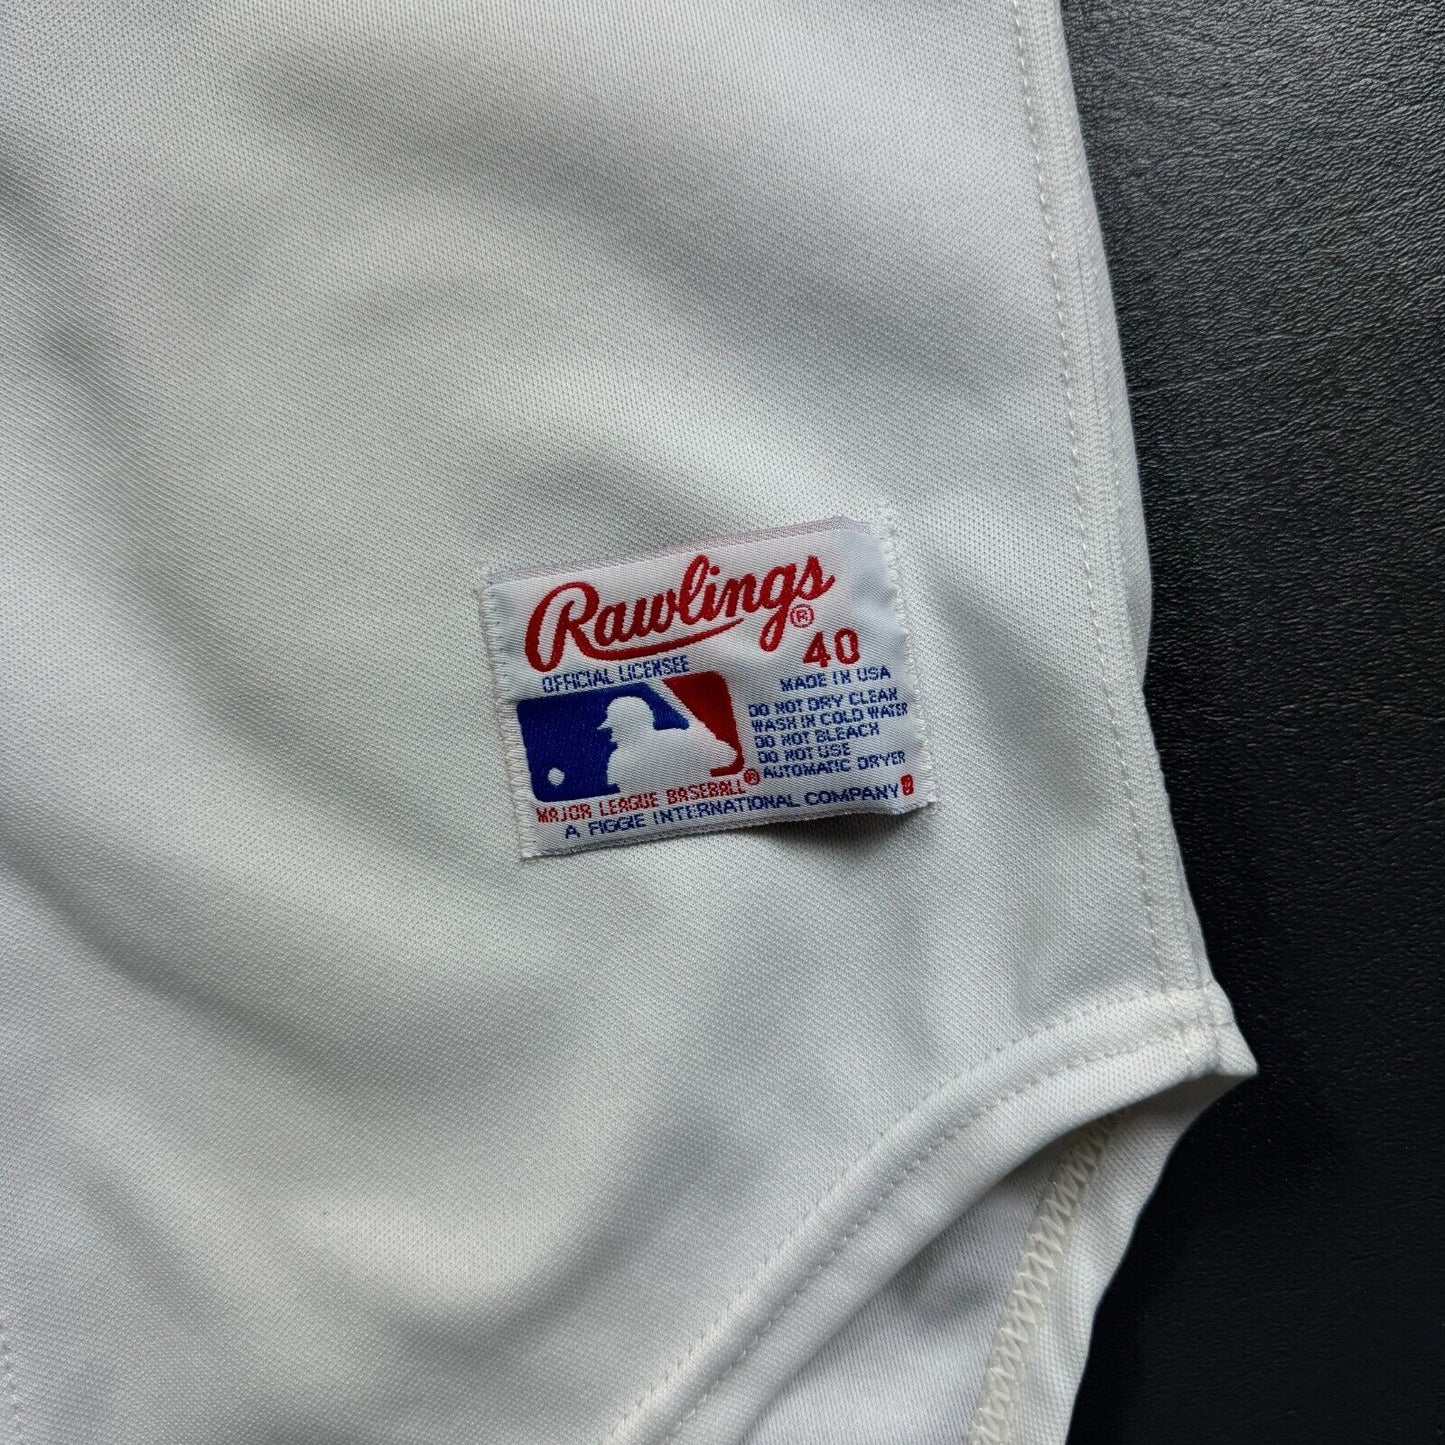 Rawlings®
40
OFFICIAL LICENSEE
MADE IN USA
DO NOT DRY CLEAN
WASH IN COLD WATER
DO NOT BLEACH
DO NOT USE
AUTOMATIC DRYER
MAJOR LEAGUE BASEBALL®
A FIGGIE INTERNATIONAL COMPANY